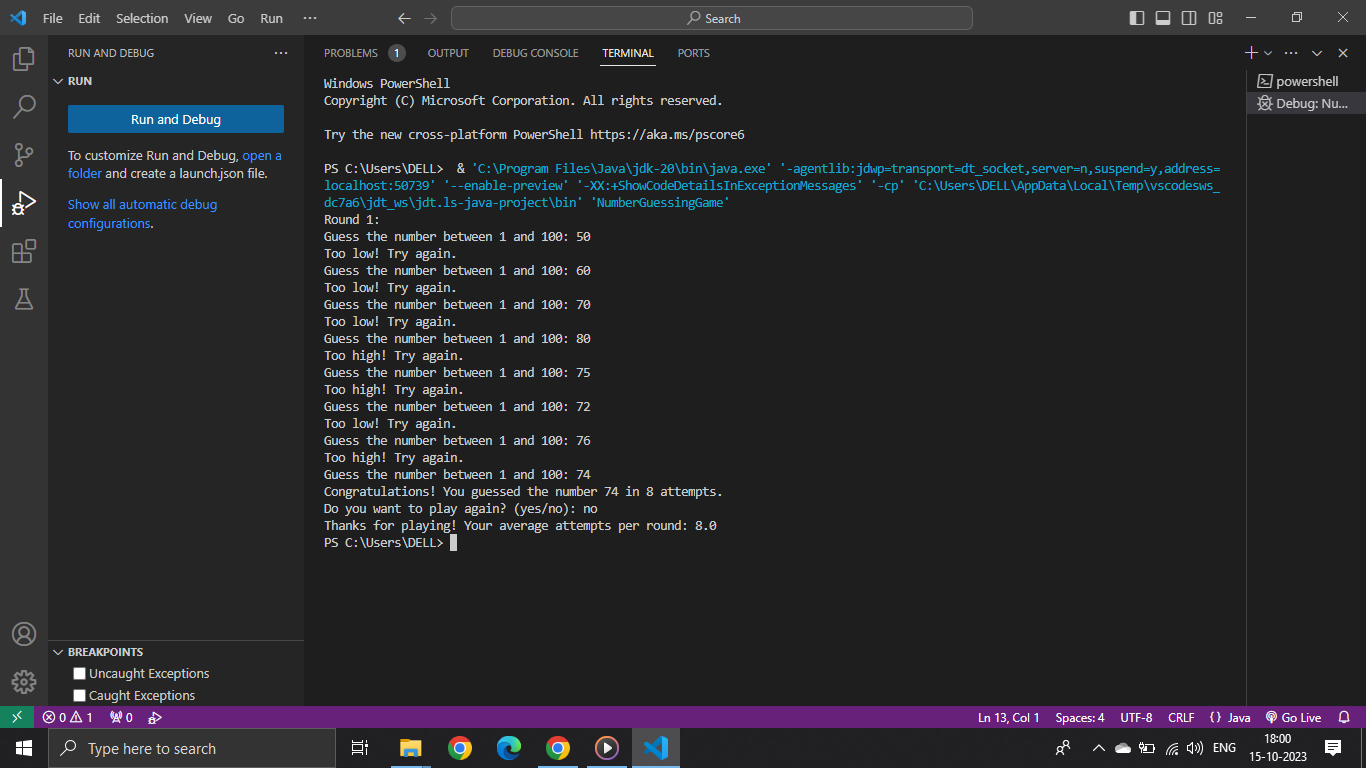 File Edit Selection View Go Run ···
Search
RUN AND DEBUG ···
RUN
Run and Debug
To customize Run and Debug, open a
folder and create a launch.json file.
Show all automatic debug
configurations.
PROBLEMS 1 OUTPUT DEBUG CONSOLE TERMINAL PORTS
powershell
Debug: Nu...
Windows PowerShell
Copyright (C) Microsoft Corporation. All rights reserved.
Try the new cross-platform PowerShell https://aka.ms/pscore6
PS C:\Users\DELL>  & 'C:\Program Files\Java\jdk-20\bin\java.exe' '-agentlib:jdwp=transport=dt_socket,server=n,suspend=y,address=
localhost:50739' '--enable-preview' '-XX:+ShowCodeDetailsInExceptionMessages' '-cp' 'C:\Users\DELL\AppData\Local\Temp\vscodesws_
dc7a6\jdt_ws\jdt.ls-java-project\bin' 'NumberGuessingGame'
Round 1:
Guess the number between 1 and 100: 50
Too low! Try again.
Guess the number between 1 and 100: 60
Too low! Try again.
Guess the number between 1 and 100: 70
Too low! Try again.
Guess the number between 1 and 100: 80
Too high! Try again.
Guess the number between 1 and 100: 75
Too high! Try again.
Guess the number between 1 and 100: 72
Too low! Try again.
Guess the number between 1 and 100: 76
Too high! Try again.
Guess the number between 1 and 100: 74
Congratulations! You guessed the number 74 in 8 attempts.
Do you want to play again? (yes/no): no
Thanks for playing! Your average attempts per round: 8.0
PS C:\Users\DELL>
BREAKPOINTS
Uncaught Exceptions
Caught Exceptions
0 1 0 Ln 13, Col 1 Spaces: 4 UTF-8 CRLF {} Java Go Live
Type here to search
ENG
18:00
15-10-2023